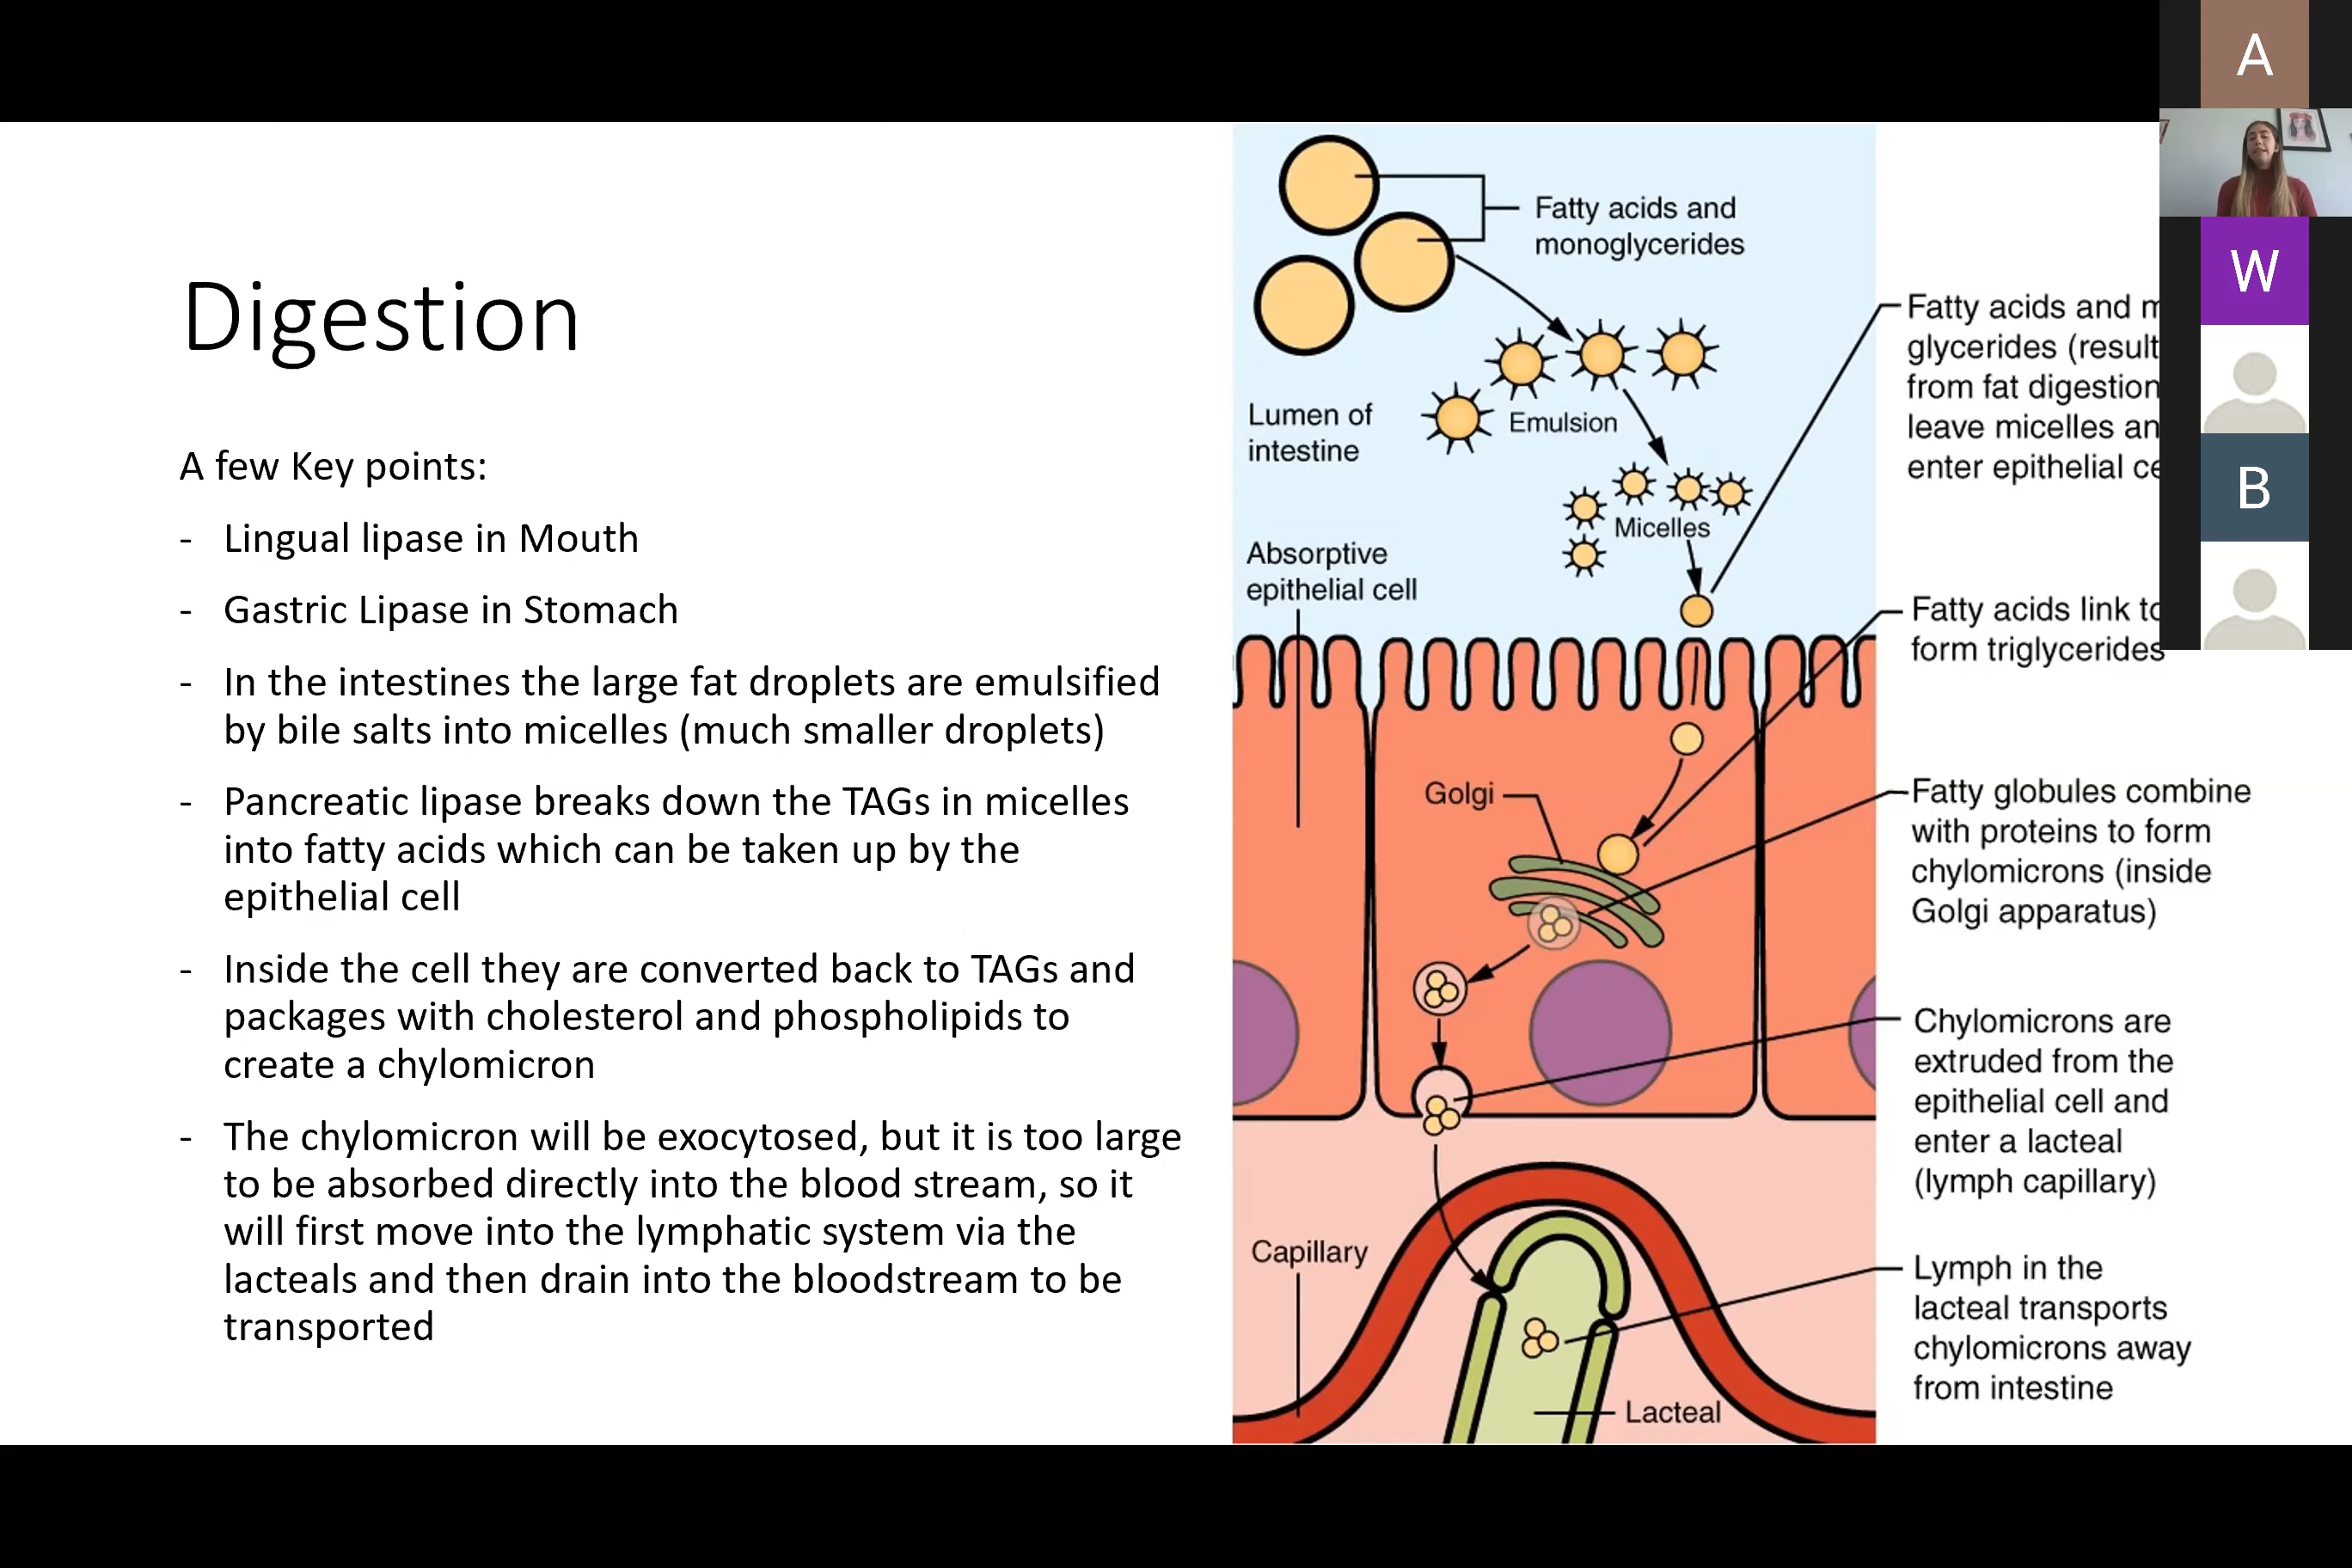 Digestion
A few Key points:
- Lingual lipase in Mouth
- Gastric Lipase in Stomach
- In the intestines the large fat droplets are emulsified
by bile salts into micelles (much smaller droplets)
- Pancreatic lipase breaks down the TAGs in micelles
into fatty acids which can be taken up by the
epithelial cell
- Inside the cell they are converted back to TAGs and
packages with cholesterol and phospholipids to
create a chylomicron
- The chylomicron will be exocytosed, but it is too large
to be absorbed directly into the blood stream, so it
will first move into the lymphatic system via the
lacteals and then drain into the bloodstream to be
transported
Fatty acids and
monoglycerides
Lumen of
intestine
Emulsion
Micelles
Absorptive
epithelial cell
Golgi
Capillary
Lacteal
Fatty acids and
glycerides
from fat digestion
leave micelles
enter epithelial
Fatty acids link
form triglycerides
Fatty globules combine
with proteins to form
chylomicrons (inside
Golgi apparatus)
Chylomicrons are
extruded from the
epithelial cell and
enter a lacteal
(lymph capillary)
Lymph in the
lacteal transports
chylomicrons away
from intestine
A
W
B